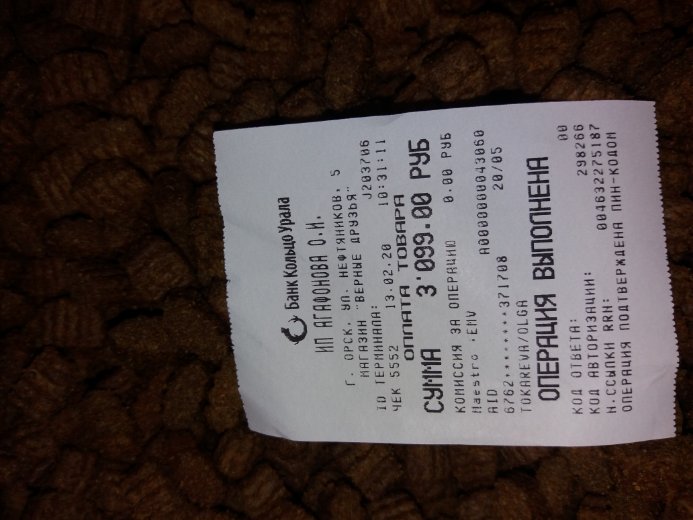 Банк Кольцо Урала
ИП АГАФОНОВА О.И.
Г. ОРСК, УЛ. НЕФТЯНИКОВ, 5
МАГАЗИН "ВЕРНЫЕ ДРУЗЬЯ"
ID ТЕРМИНАЛА: J203706
ЧЕК 5552 13.02.20 10:31:11
ОПЛАТА ТОВАРА
СУММА 3'099.00 РУБ
КОМИССИЯ ЗА ОПЕРАЦИЮ 0.00 РУБ
Maestro ,EMV
AID A0000000043060
6762********371708 20/05
TOKAREVA/OLGA
ОПЕРАЦИЯ ВЫПОЛНЕНА
КОД ОТВЕТА: 00
КОД АВТОРИЗАЦИИ: 298266
Н.ССЫЛКИ RRN: 004632275187
ОПЕРАЦИЯ ПОДТВЕРЖДЕНА ПИН-КОДОМ